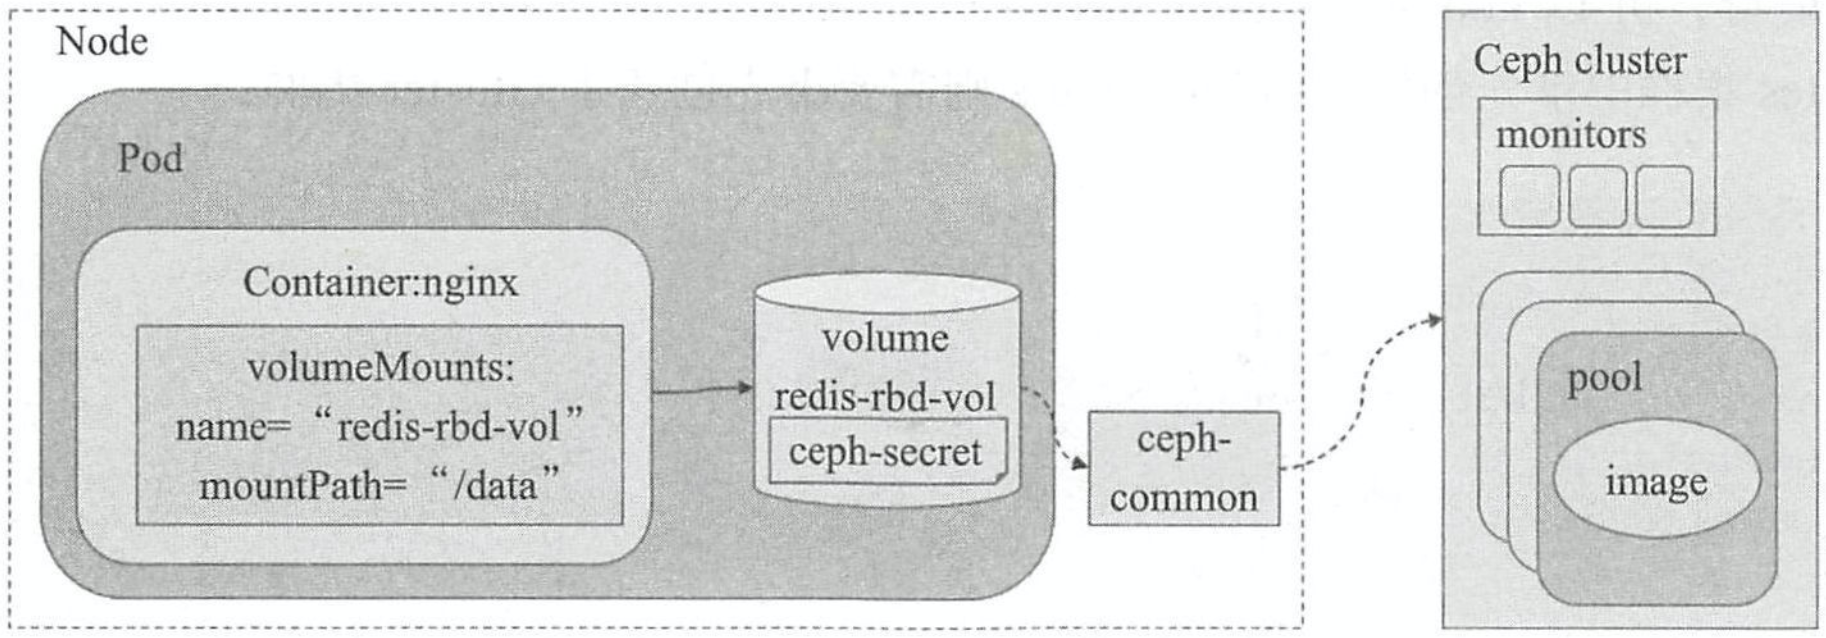 Node
Pod
Container:nginx
volumeMounts:
name= “redis-rbd-vol”
mountPath= “/data”
volume
redis-rbd-vol
ceph-secret
ceph-
common
Ceph cluster
monitors
pool
image